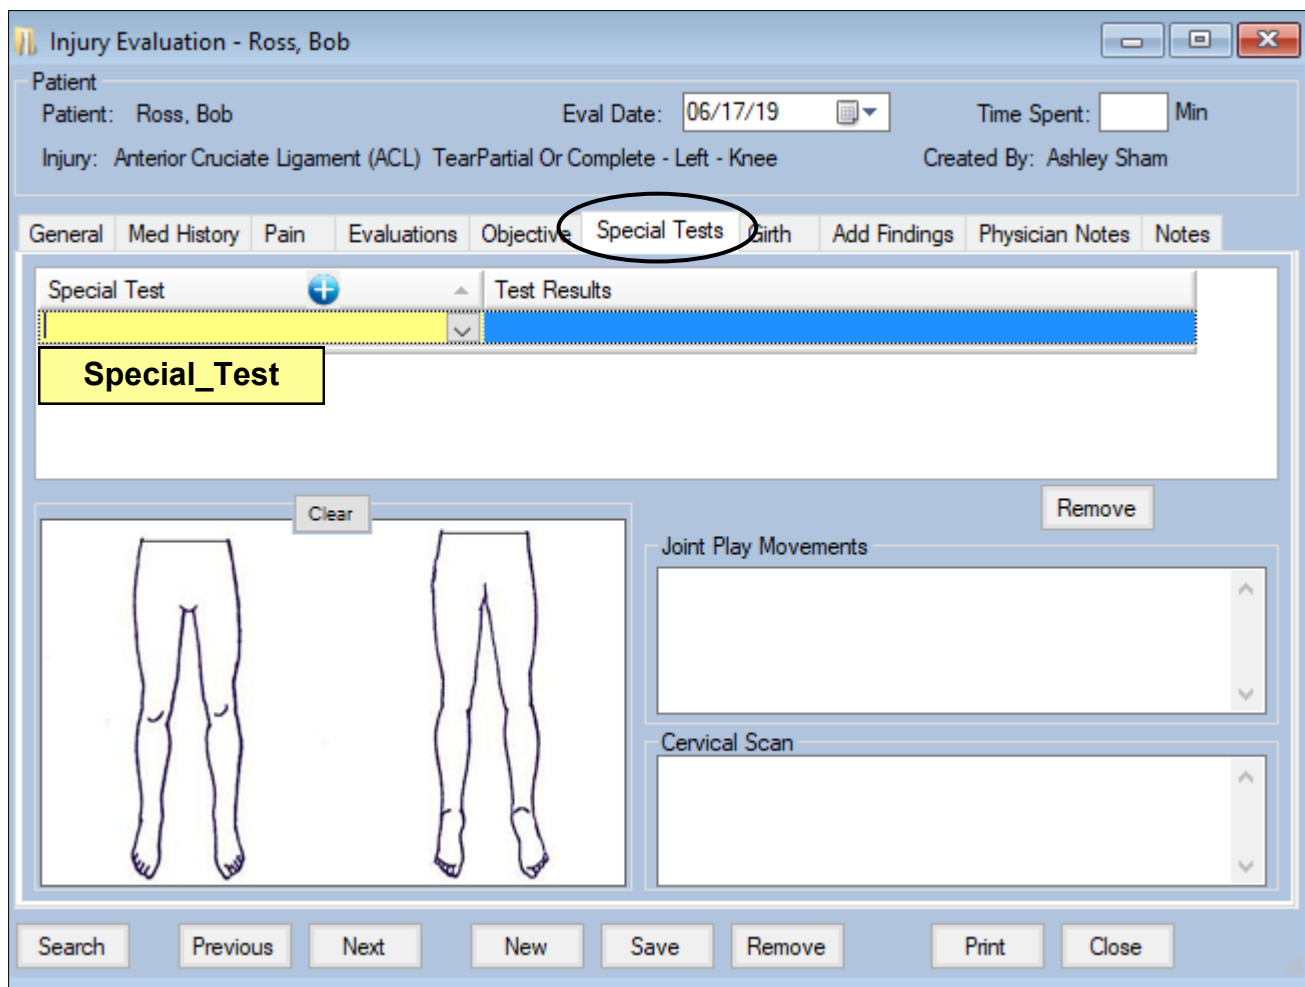 Injury Evaluation - Ross, Bob
Patient
Patient: Ross, Bob Eval Date: 06/17/19 Time Spent: Min
Injury: Anterior Cruciate Ligament (ACL) TearPartial Or Complete - Left - Knee Created By: Ashley Sham
General Med History Pain Evaluations Objective Special Tests Girth Add Findings Physician Notes Notes
Special Test Test Results
Special_Test
Remove
Clear
Joint Play Movements
Cervical Scan
Search Previous Next New Save Remove Print Close